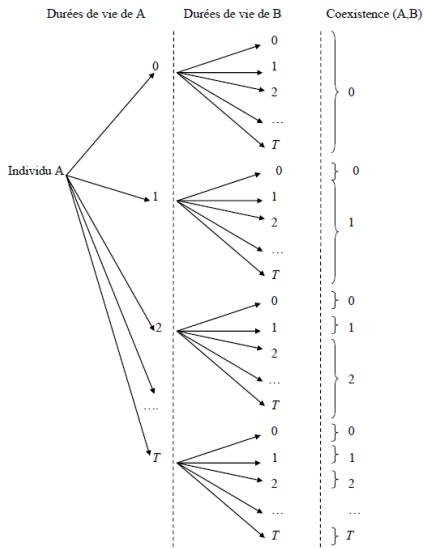 Durées de vie de A Durées de vie de B Coexistence (A,B)
0
0 1
2 0
…
T
Individu A 0 0
1 1
2 1
…
T
0 0
2 1 1
2
… 2
…. T
0 0
T 1 1
2 2
… …
T T